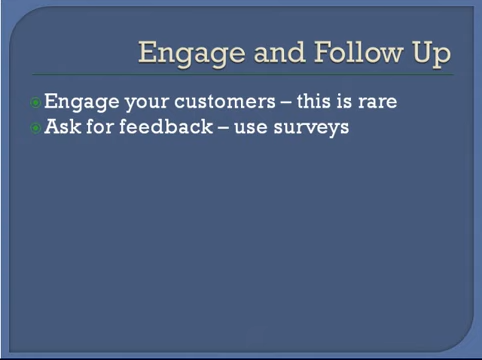 Engage and Follow Up
Engage your customers – this is rare
Ask for feedback – use surveys